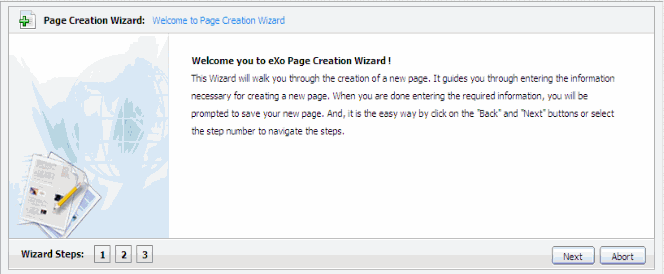 Page Creation Wizard: Welcome to Page Creation Wizard
Welcome you to eXo Page Creation Wizard !
This Wizard will walk you through the creation of a new page. It guides you through entering the information
necessary for creating a new page. When you are done entering the required information, you will be
prompted to save your new page. And, it is the easy way by click on the "Back" and "Next" buttons or select
the step number to navigate the steps.
Wizard Steps: 1 2 3 Next Abort